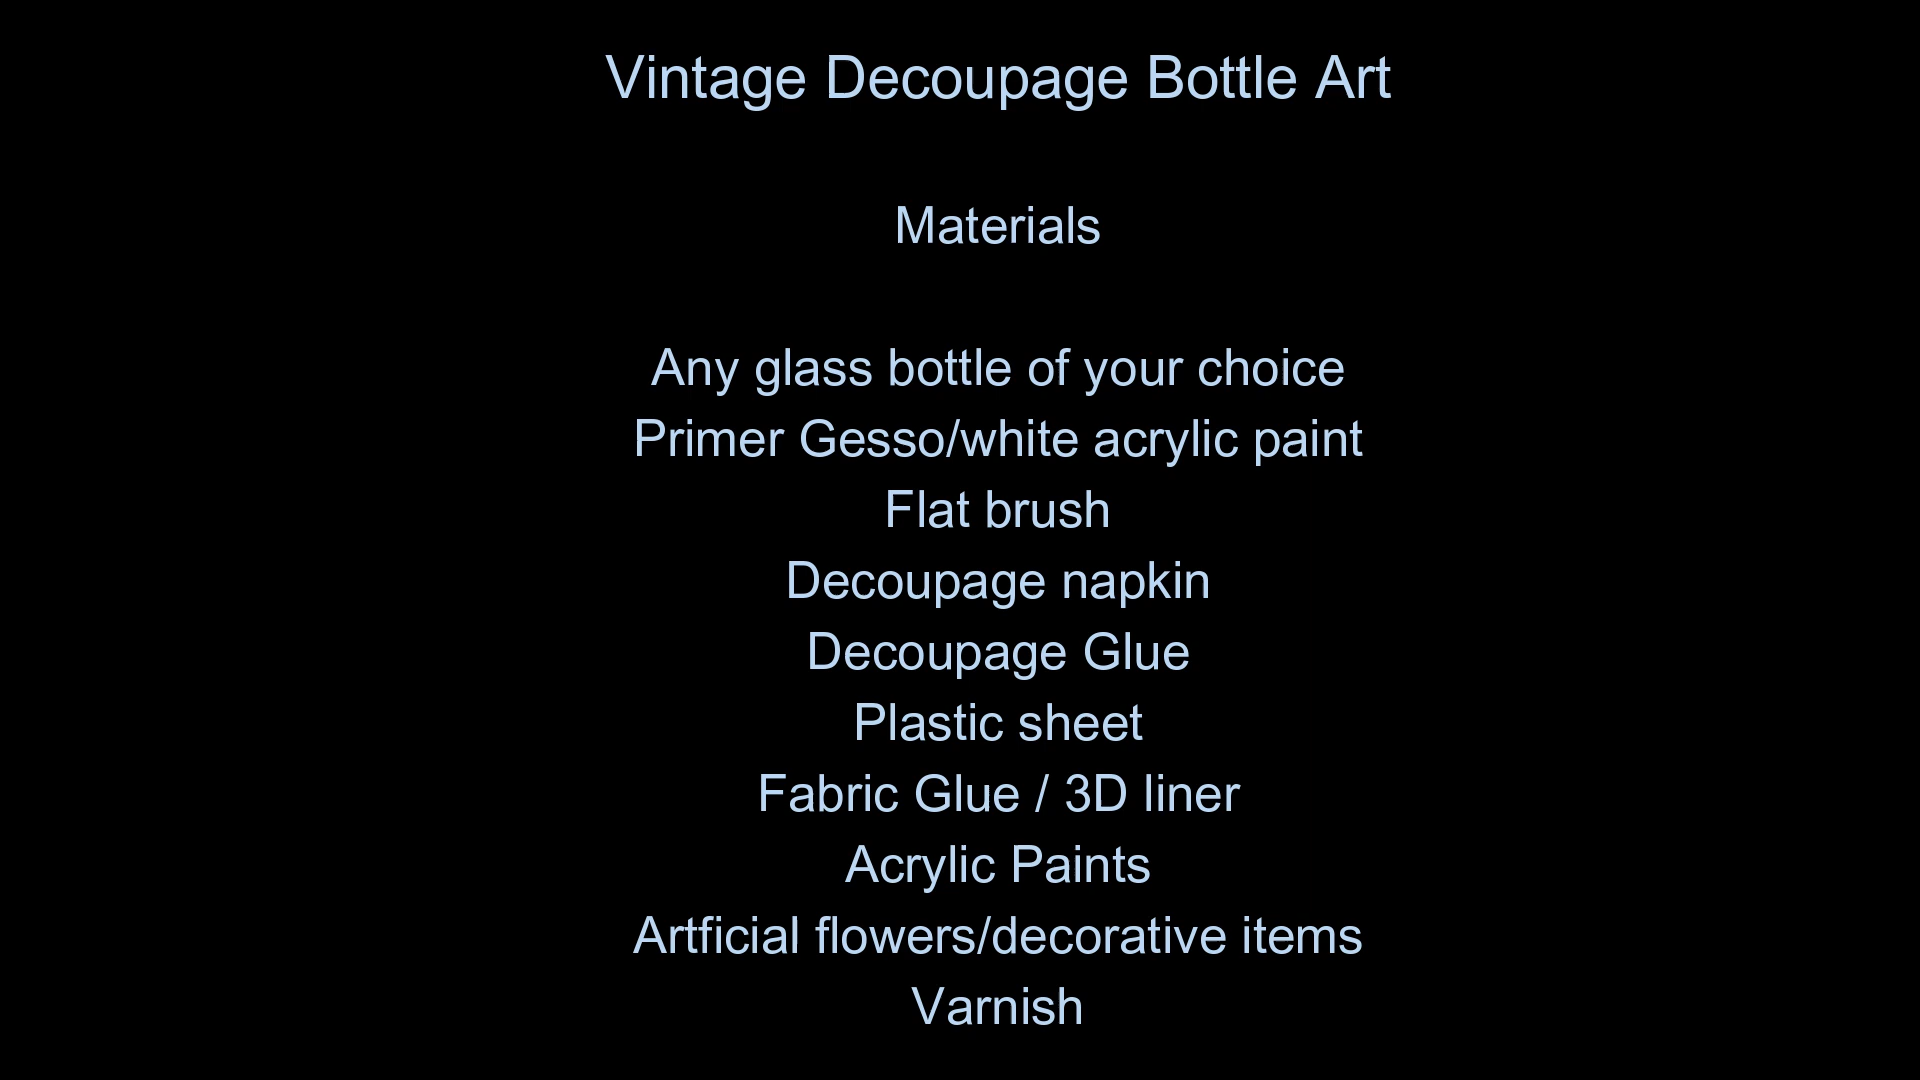 Vintage Decoupage Bottle Art
Materials
Any glass bottle of your choice
Primer Gesso/white acrylic paint
Flat brush
Decoupage napkin
Decoupage Glue
Plastic sheet
Fabric Glue / 3D liner
Acrylic Paints
Artficial flowers/decorative items
Varnish